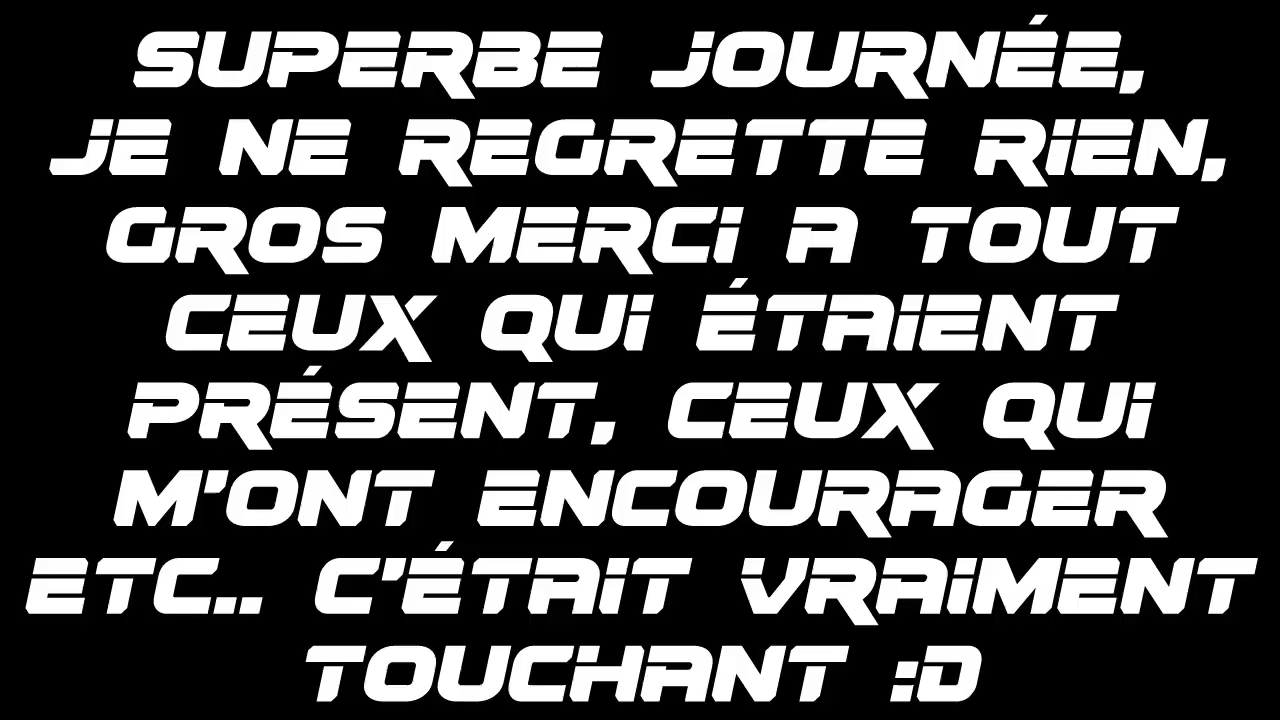 SUPERBE JOURNÉE,
JE NE REGRETTE RIEN,
GROS MERCI A TOUT
CEUX QUI ÉTAIENT
PRÉSENT, CEUX QUI
M'ONT ENCOURAGER
ETC.. C'ÉTAIT VRAIMENT
TOUCHANT :D